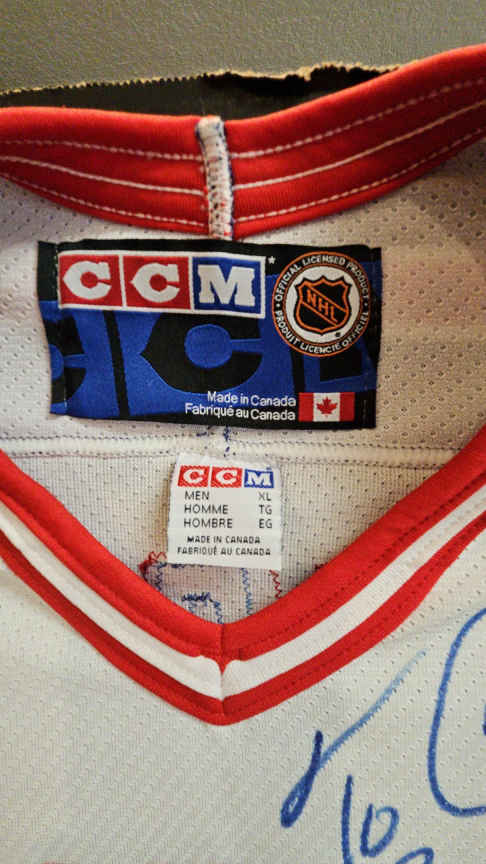 CCM
OFFICIAL LICENSED PRODUCT
NHL
PRODUIT LICENCIÉ OFFICIEL
Made in Canada
Fabriqué au Canada
CCM
MEN XL
HOMME TG
HOMBRE EG
MADE IN CANADA
FABRIQUÉ AU CANADA
10